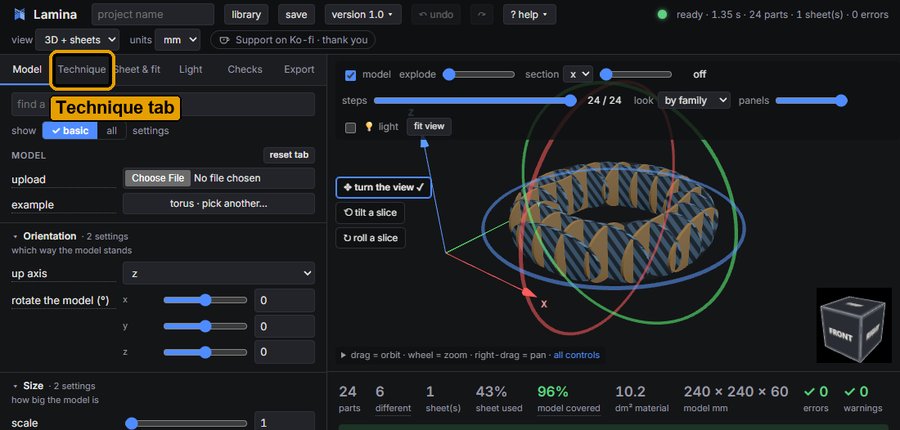 Lamina
project name
library
save
version 1.0
undo
? help
ready · 1.35 s · 24 parts · 1 sheet(s) · 0 errors
view
3D + sheets
units
mm
Support on Ko-fi · thank you
Model
Technique
Sheet & fit
Light
Checks
Export
find a
Technique tab
show
✓ basic
all
settings
MODEL
reset tab
upload
Choose File
No file chosen
example
torus · pick another...
Orientation · 2 settings
which way the model stands
up axis
z
rotate the model (°)
x
0
y
0
z
0
Size · 2 settings
how big the model is
scale
1
model
explode
section
x
off
steps
24 / 24
look
by family
panels
light
fit view
z
turn the view ✓
tilt a slice
roll a slice
X
FRONT
RIGHT
drag = orbit · wheel = zoom · right-drag = pan · all controls
24
parts
6
different
1
sheet(s)
43%
sheet used
96%
model covered
10.2
dm² material
240 × 240 × 60
model mm
✓ 0
errors
✓ 0
warnings